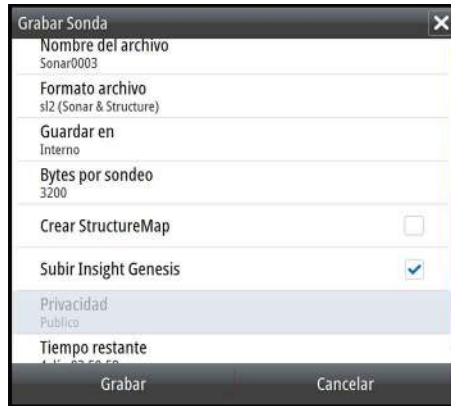 Grabar Sonda
Nombre del archivo
Sonar0003
Formato archivo
sl2 (Sonar & Structure)
Guardar en
Interno
Bytes por sondeo
3200
Crear StructureMap
Subir Insight Genesis
Privacidad
Publico
Tiempo restante
Grabar
Cancelar